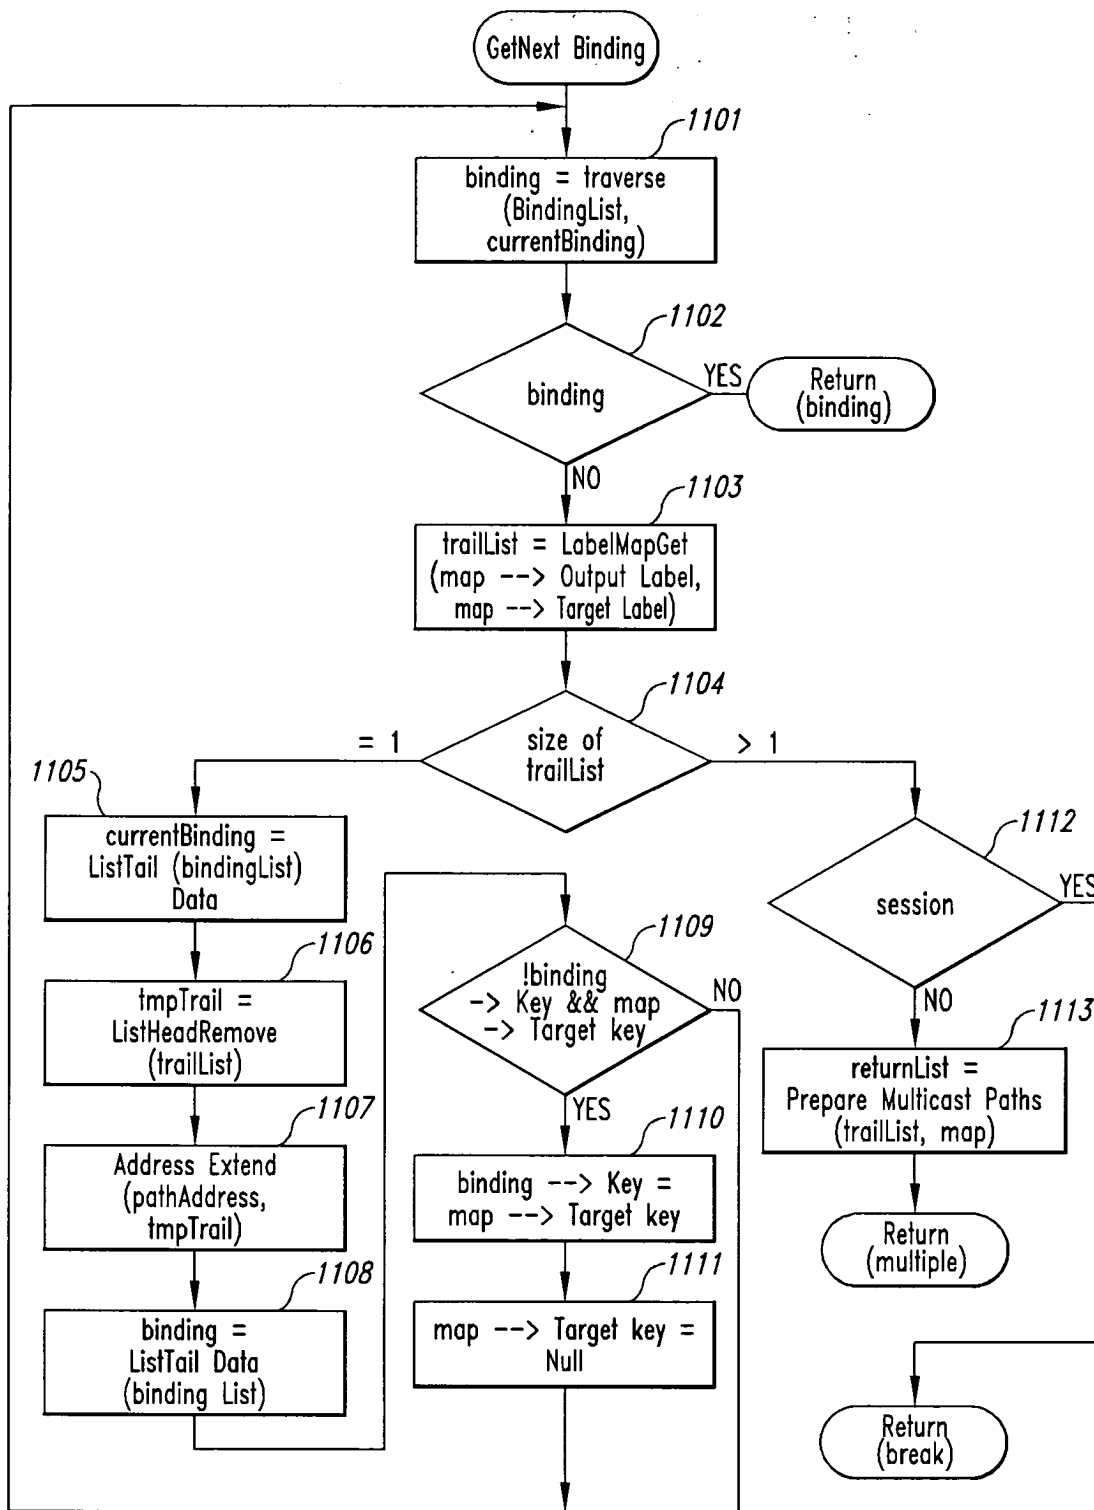 GetNext Binding
1101
binding = traverse
(BindingList,
currentBinding)
1102
binding
YES
Return
(binding)
NO
1103
trailList = LabelMapGet
(map --> Output Label,
map --> Target Label)
1104
size of
trailList
= 1
> 1
1105
currentBinding =
ListTail (bindingList)
Data
1106
tmpTrail =
ListHeadRemove
(trailList)
1107
Address Extend
(pathAddress,
tmpTrail)
1108
binding =
ListTail Data
(binding List)
1109
!binding
-> Key && map
-> Target key
NO
YES
1110
binding --> Key =
map --> Target key
1111
map --> Target key =
Null
1112
session
YES
NO
1113
returnList =
Prepare Multicast Paths
(trailList, map)
Return
(multiple)
Return
(break)